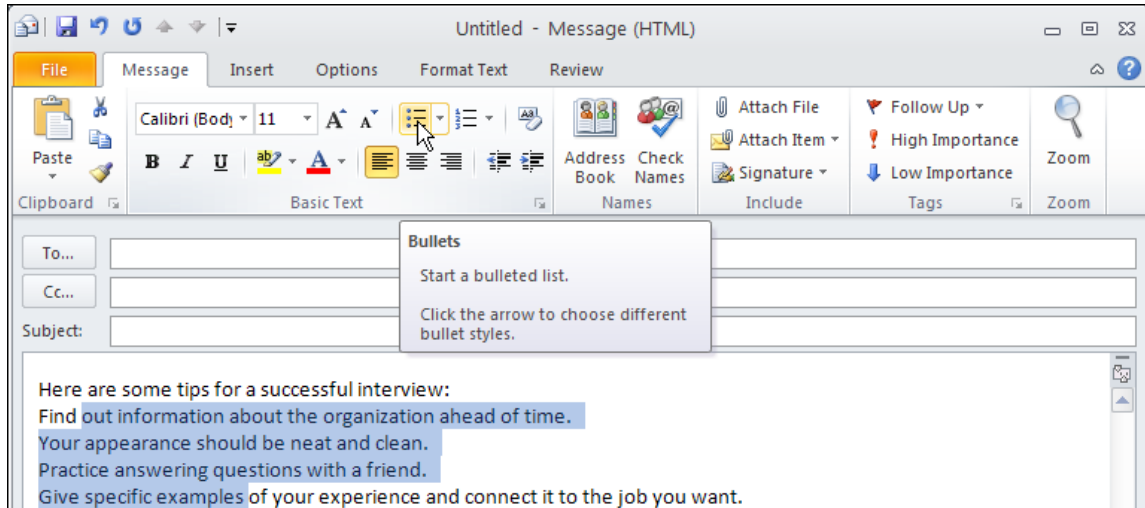 Untitled - Message (HTML)
File Message Insert Options Format Text Review
Calibri (Body 11
Attach File Follow Up
Paste Address Book Check Names Attach Item High Importance Zoom
B I U Signature Low Importance
Clipboard Basic Text Names Include Tags Zoom
To...
Cc...
Subject:
Bullets
Start a bulleted list.
Click the arrow to choose different
bullet styles.
Here are some tips for a successful interview:
Find out information about the organization ahead of time.
Your appearance should be neat and clean.
Practice answering questions with a friend.
Give specific examples of your experience and connect it to the job you want.